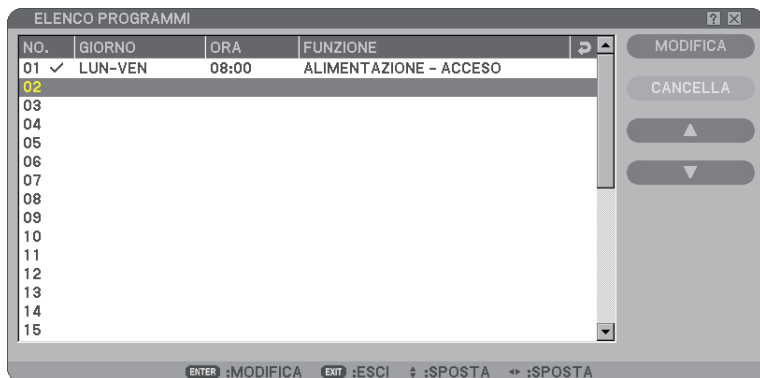 ELENCO PROGRAMMI
NO. GIORNO ORA FUNZIONE
MODIFICA
01 ✓ LUN-VEN 08:00 ALIMENTAZIONE - ACCESO
02
CANCELLA
03
04
05
06
07
08
09
10
11
12
13
14
15
ENTER :MODIFICA EXIT :ESCI :SPOSTA :SPOSTA